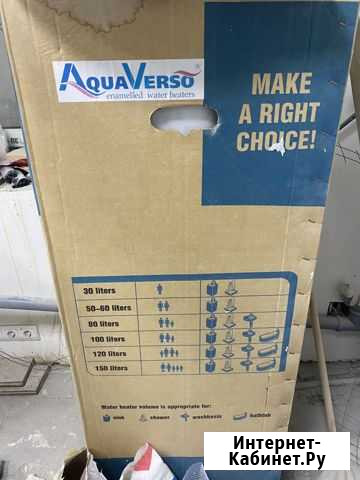 AQUAVERSO®
enamelled water heaters
MAKE
A RIGHT
CHOICE!
30 liters
50-60 liters
80 liters
100 liters
120 liters
150 liters
Water heater volume is appropriate for:
sink shower washbasin bathtub
Интернет-
Кабинет.Ру